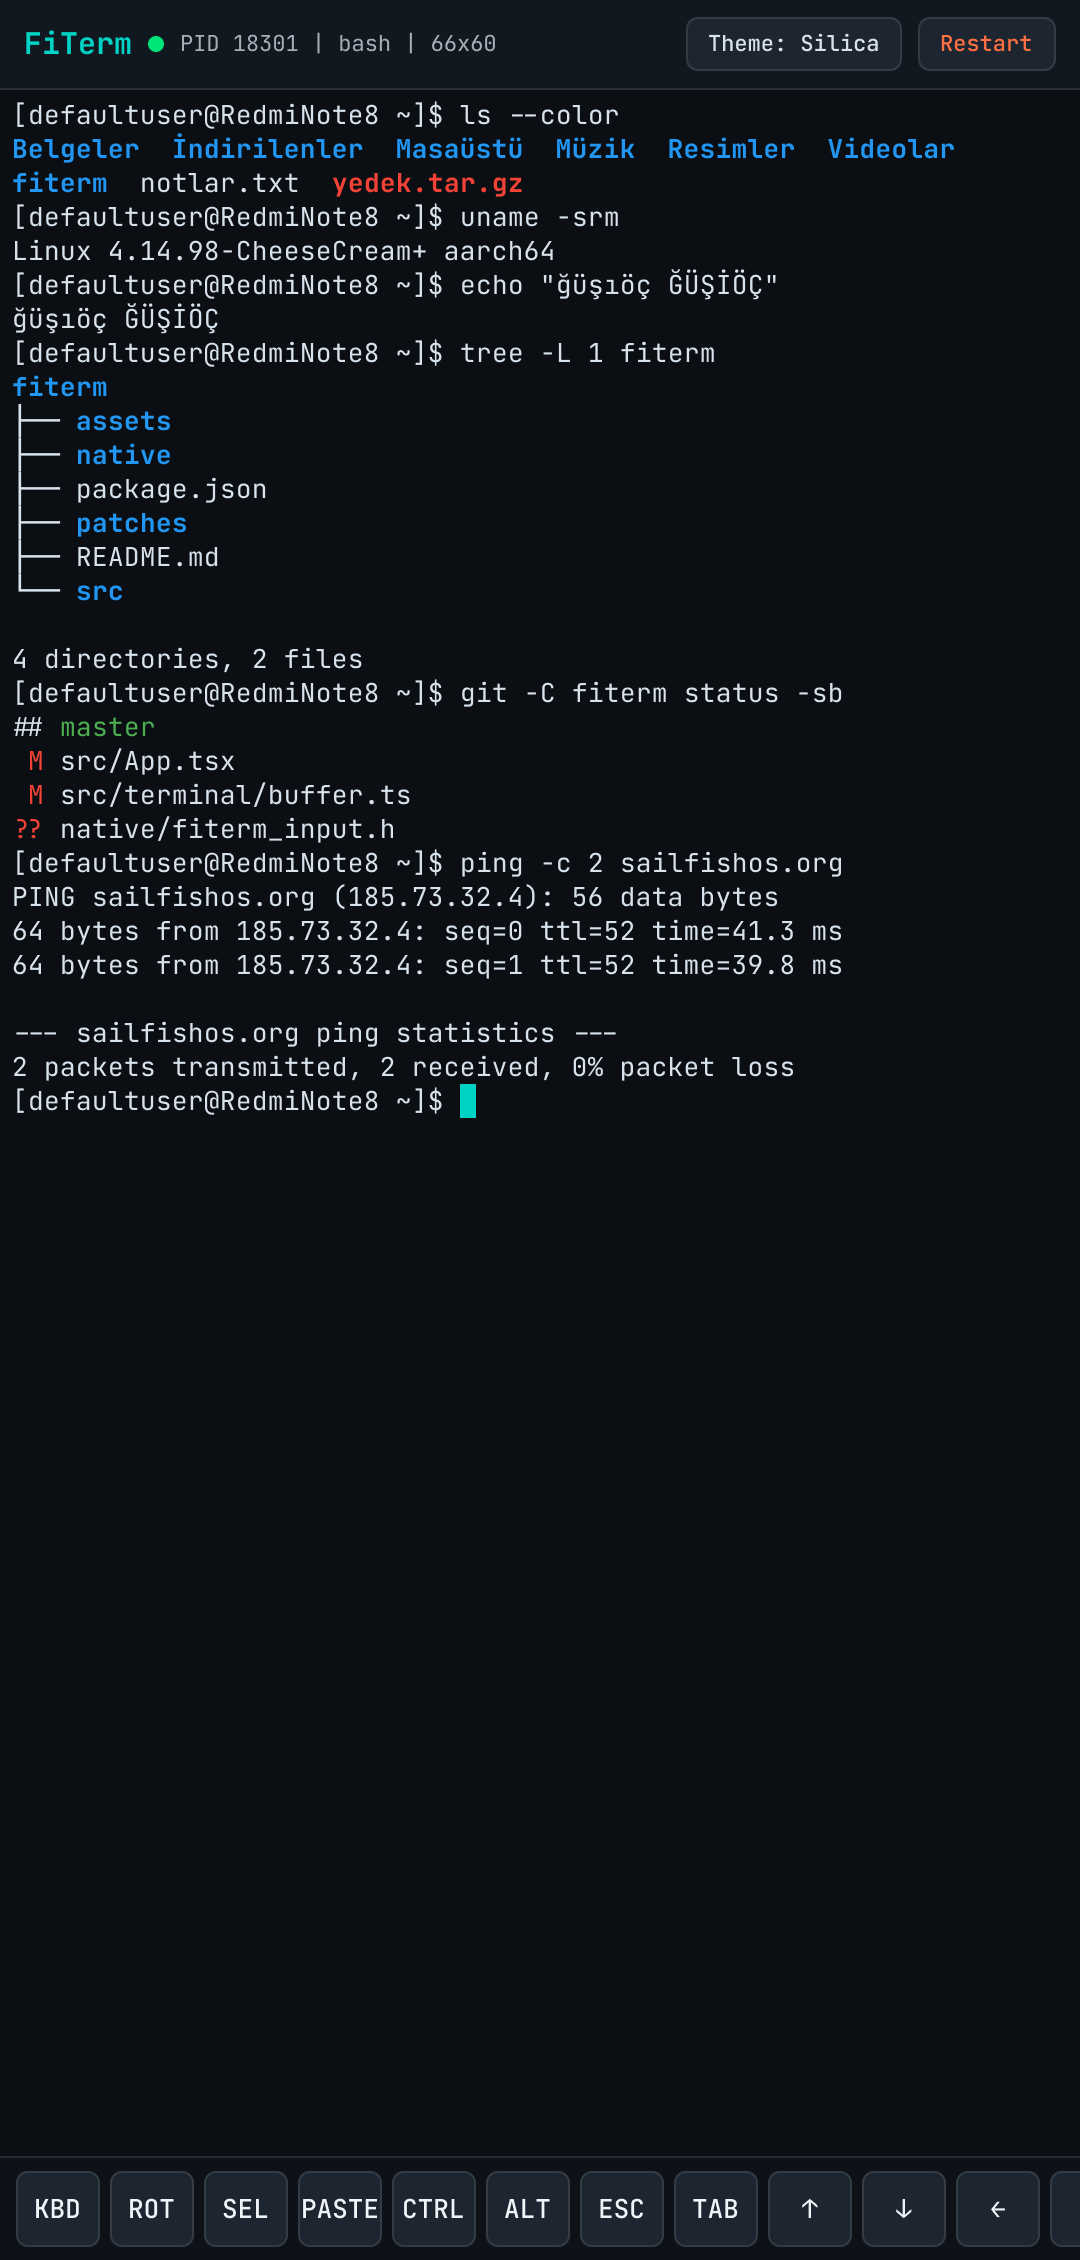 FiTerm PID 18301 | bash | 66x60 Theme: Silica Restart
[defaultuser@RedmiNote8 ~]$ ls --color
Belgeler  İndirilenler  Masaüstü  Müzik  Resimler  Videolar
fiterm  notlar.txt  yedek.tar.gz
[defaultuser@RedmiNote8 ~]$ uname -srm
Linux 4.14.98-CheeseCream+ aarch64
[defaultuser@RedmiNote8 ~]$ echo "ğüşıöç ĞÜŞİÖÇ"
ğüşıöç ĞÜŞİÖÇ
[defaultuser@RedmiNote8 ~]$ tree -L 1 fiterm
fiterm
├── assets
├── native
├── package.json
├── patches
├── README.md
└── src
4 directories, 2 files
[defaultuser@RedmiNote8 ~]$ git -C fiterm status -sb
## master
 M src/App.tsx
 M src/terminal/buffer.ts
?? native/fiterm_input.h
[defaultuser@RedmiNote8 ~]$ ping -c 2 sailfishos.org
PING sailfishos.org (185.73.32.4): 56 data bytes
64 bytes from 185.73.32.4: seq=0 ttl=52 time=41.3 ms
64 bytes from 185.73.32.4: seq=1 ttl=52 time=39.8 ms
--- sailfishos.org ping statistics ---
2 packets transmitted, 2 received, 0% packet loss
[defaultuser@RedmiNote8 ~]$
KBD ROT SEL PASTE CTRL ALT ESC TAB ↑ ↓ ←